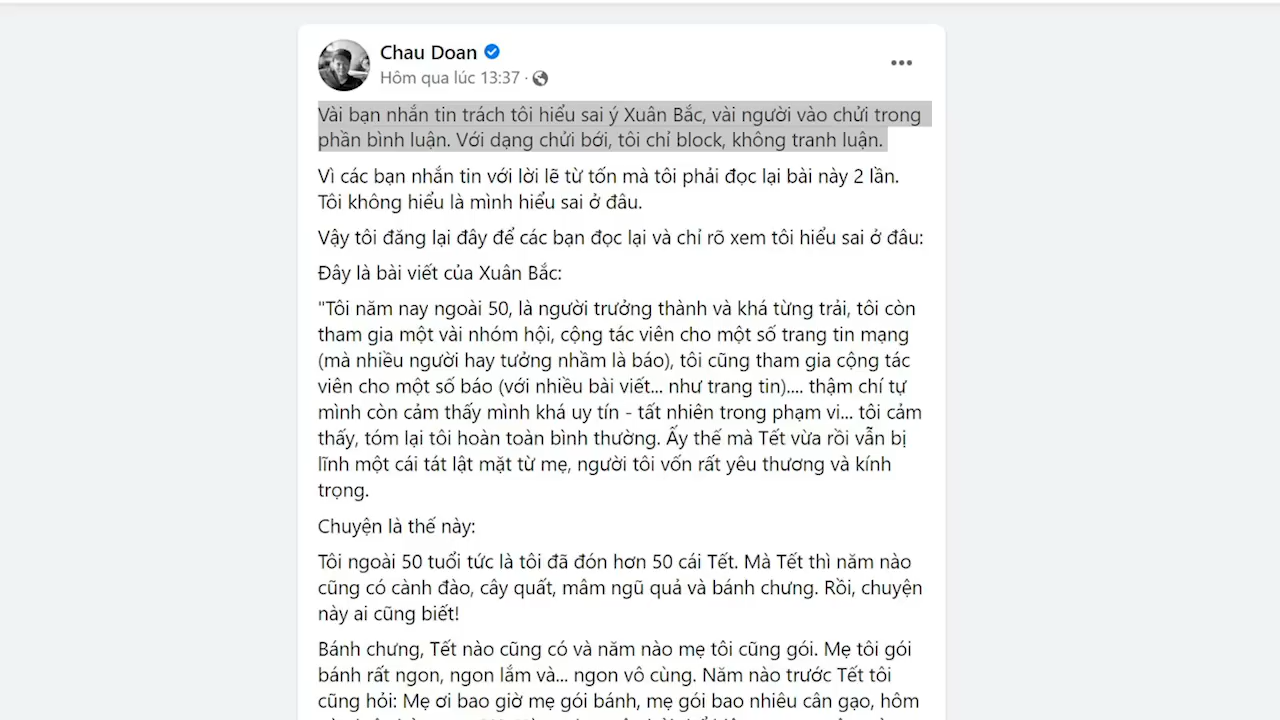 Chau Doan
Hôm qua lúc 13:37 ·
Vài bạn nhắn tin trách tôi hiểu sai ý Xuân Bắc, vài người vào chửi trong
phần bình luận. Với dạng chửi bới, tôi chỉ block, không tranh luận.
Vì các bạn nhắn tin với lời lẽ từ tốn mà tôi phải đọc lại bài này 2 lần.
Tôi không hiểu là mình hiểu sai ở đâu.
Vậy tôi đăng lại đây để các bạn đọc lại và chỉ rõ xem tôi hiểu sai ở đâu:
Đây là bài viết của Xuân Bắc:
"Tôi năm nay ngoài 50, là người trưởng thành và khá từng trải, tôi còn
tham gia một vài nhóm hội, cộng tác viên cho một số trang tin mạng
(mà nhiều người hay tưởng nhầm là báo), tôi cũng tham gia cộng tác
viên cho một số báo (với nhiều bài viết... như trang tin).... thậm chí tự
mình còn cảm thấy mình khá uy tín - tất nhiên trong phạm vi... tôi cảm
thấy, tóm lại tôi hoàn toàn bình thường. Ấy thế mà Tết vừa rồi vẫn bị
lĩnh một cái tát lật mặt từ mẹ, người tôi vốn rất yêu thương và kính
trọng.
Chuyện là thế này:
Tôi ngoài 50 tuổi tức là tôi đã đón hơn 50 cái Tết. Mà Tết thì năm nào
cũng có cành đào, cây quất, mâm ngũ quả và bánh chưng. Rồi, chuyện
này ai cũng biết!
Bánh chưng, Tết nào cũng có và năm nào mẹ tôi cũng gói. Mẹ tôi gói
bánh rất ngon, ngon lắm và... ngon vô cùng. Năm nào trước Tết tôi
cũng hỏi: Mẹ ơi bao giờ mẹ gói bánh, mẹ gói bao nhiêu cân gạo, hôm